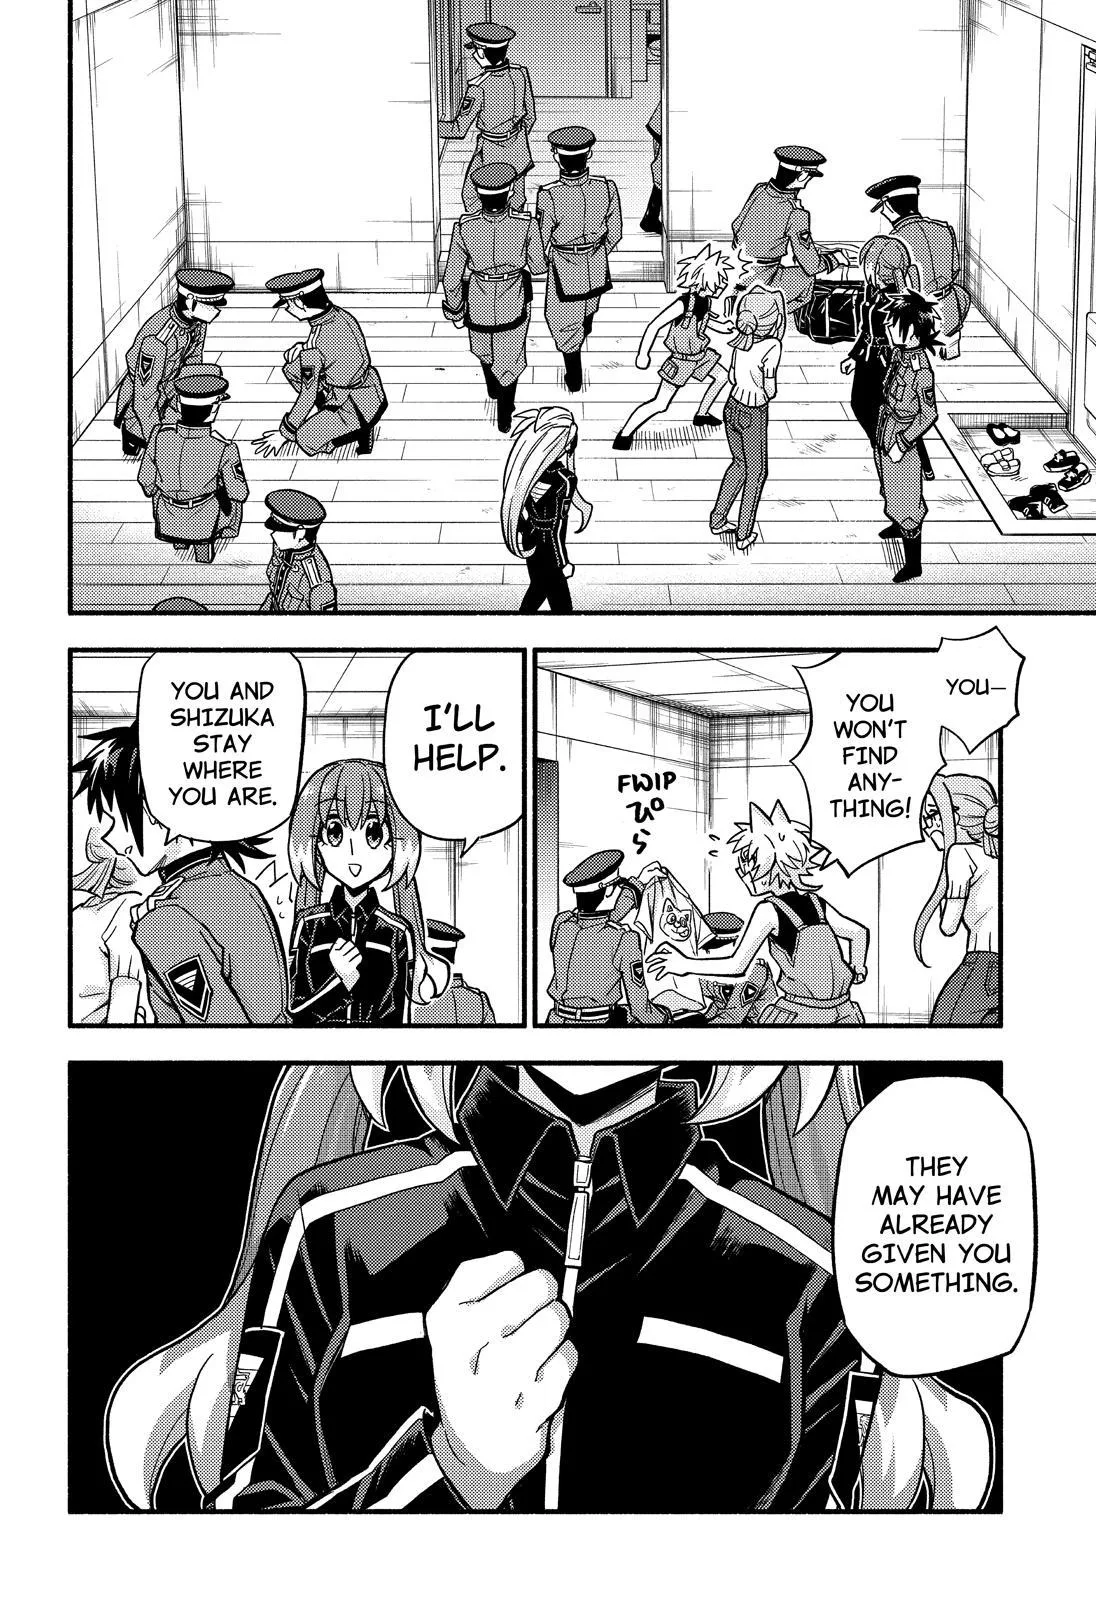 YOU—
YOU
WON'T
FIND
ANY-
THING!
FWIP
ぴ
ら
I'LL
HELP.
YOU AND
SHIZUKA
STAY
WHERE
YOU ARE.
THEY
MAY HAVE
ALREADY
GIVEN YOU
SOMETHING.